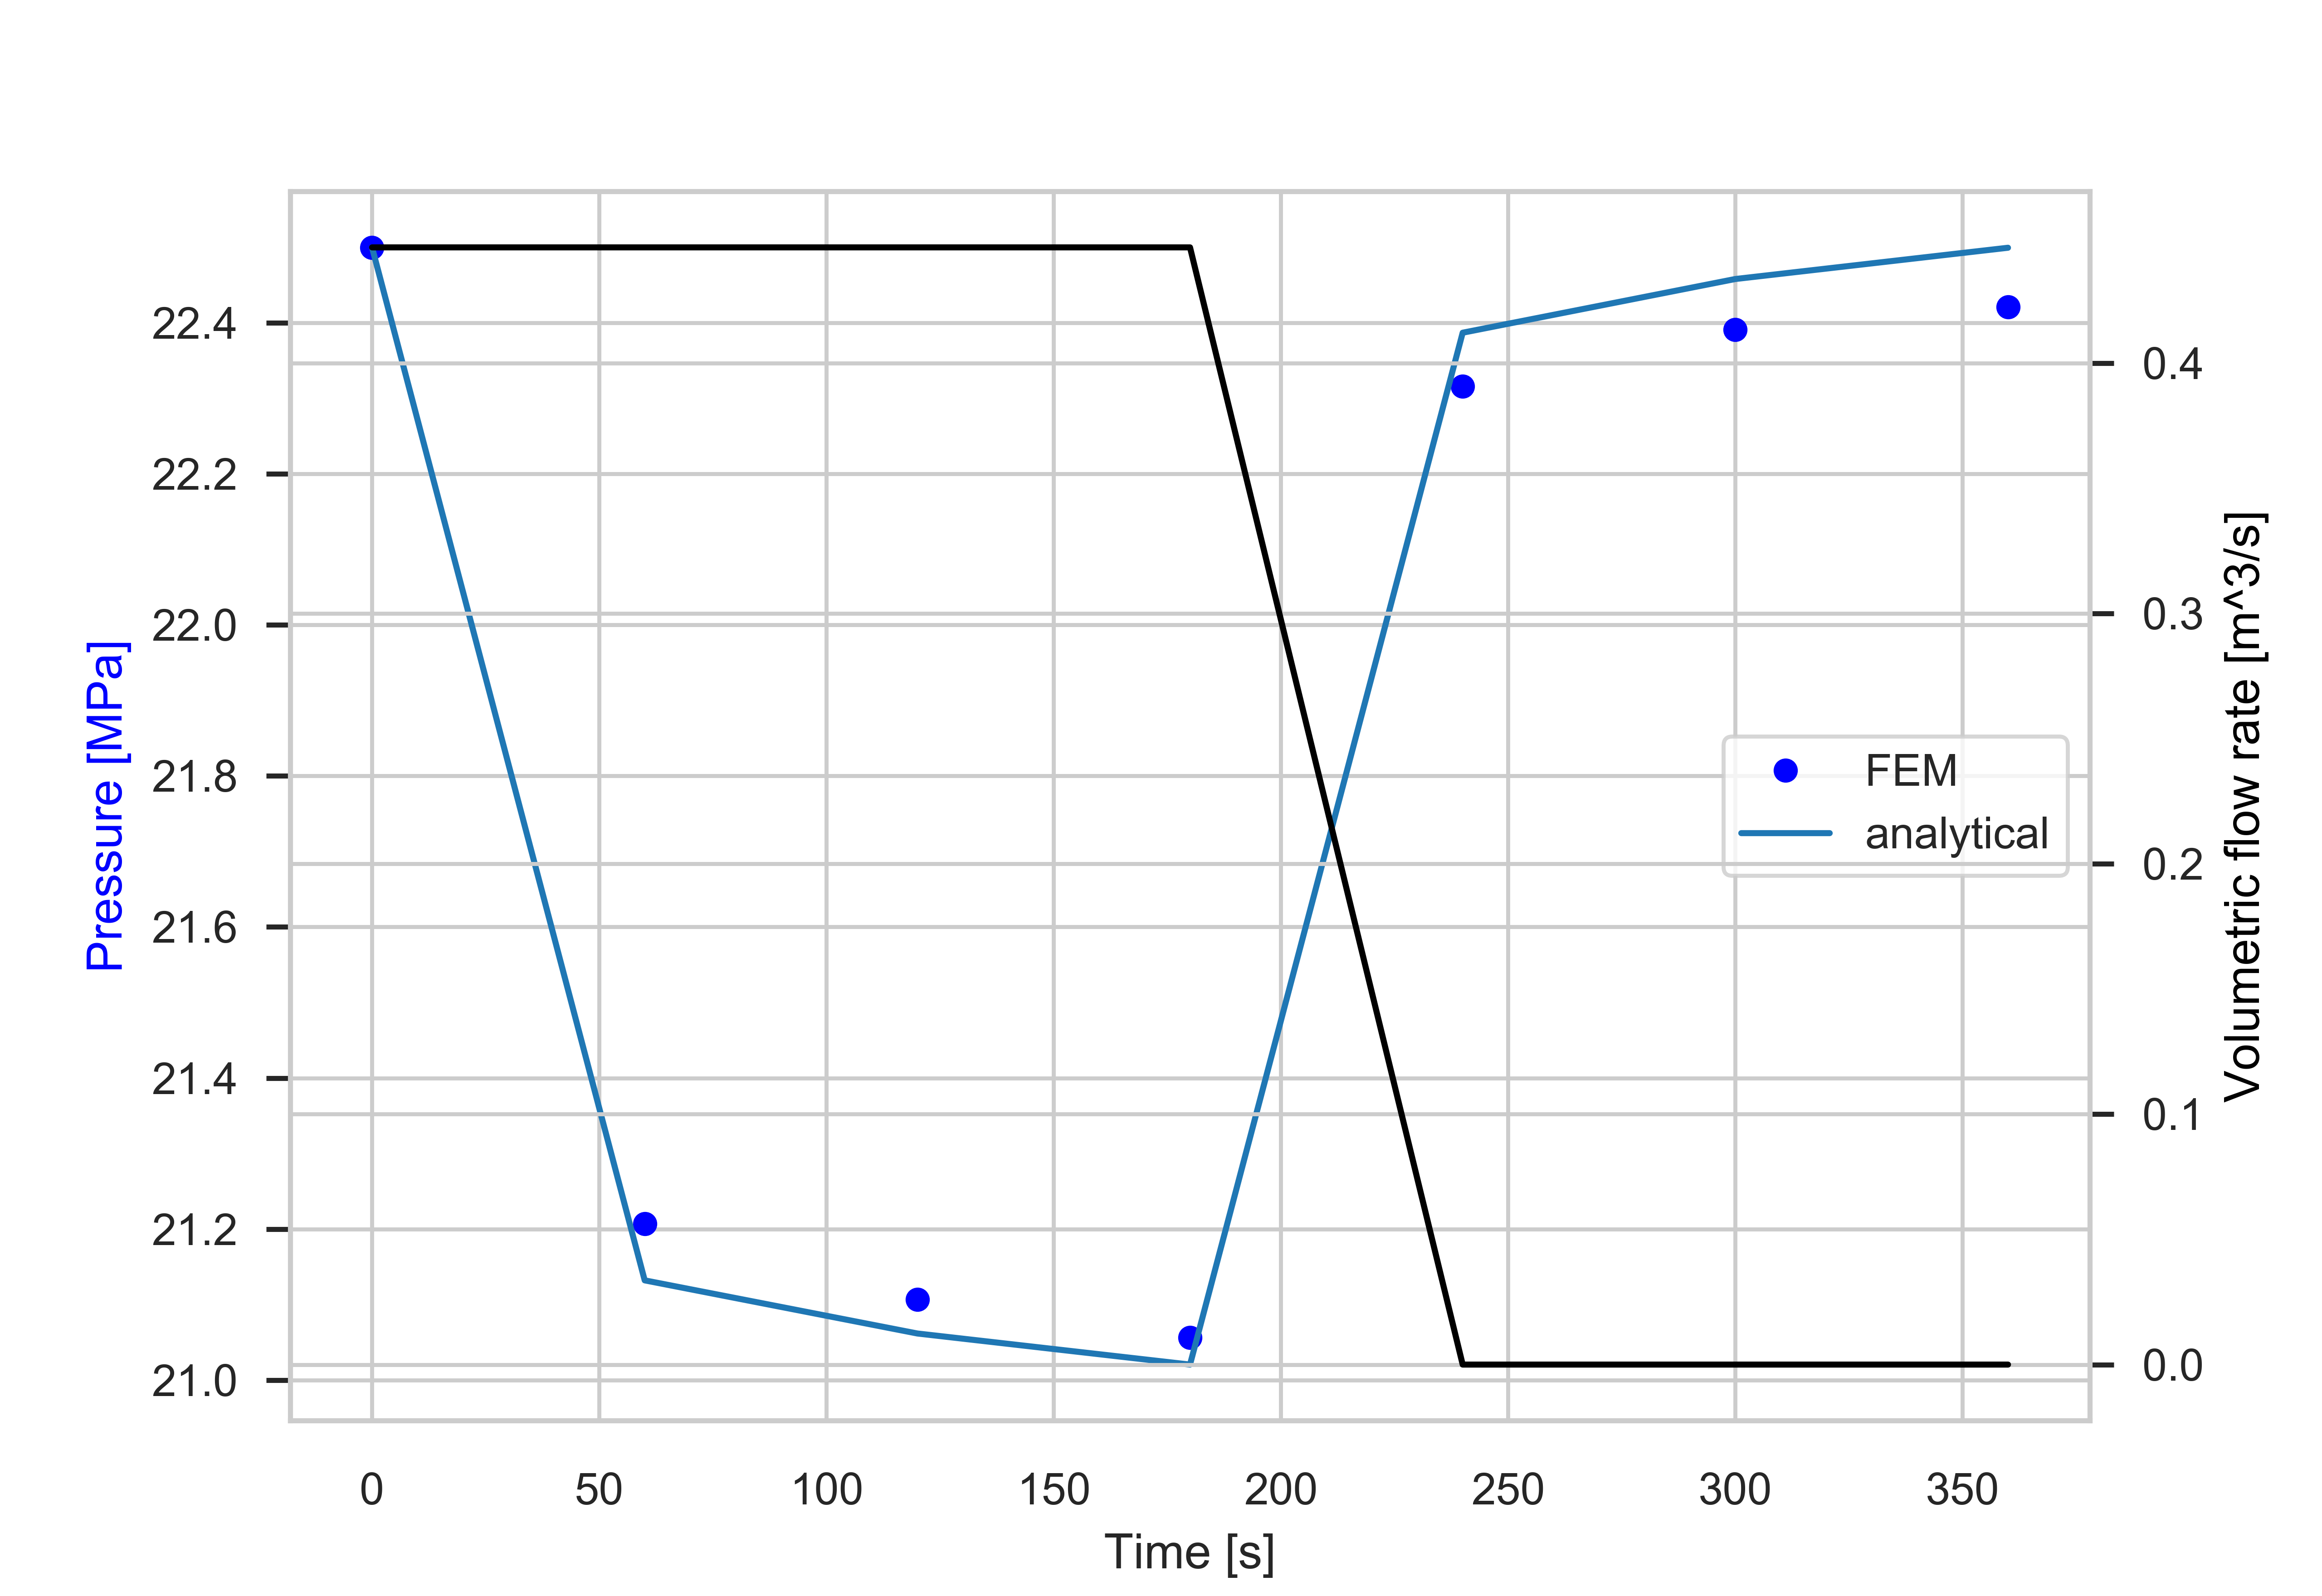 22.4
22.2
22.0
21.8
21.6
21.4
21.2
21.0
Pressure [MPa]
0.4
0.3
0.2
0.1
0.0
Volumetric flow rate [m^3/s]
FEM
analytical
0 50 100 150 200 250 300 350
Time [s]